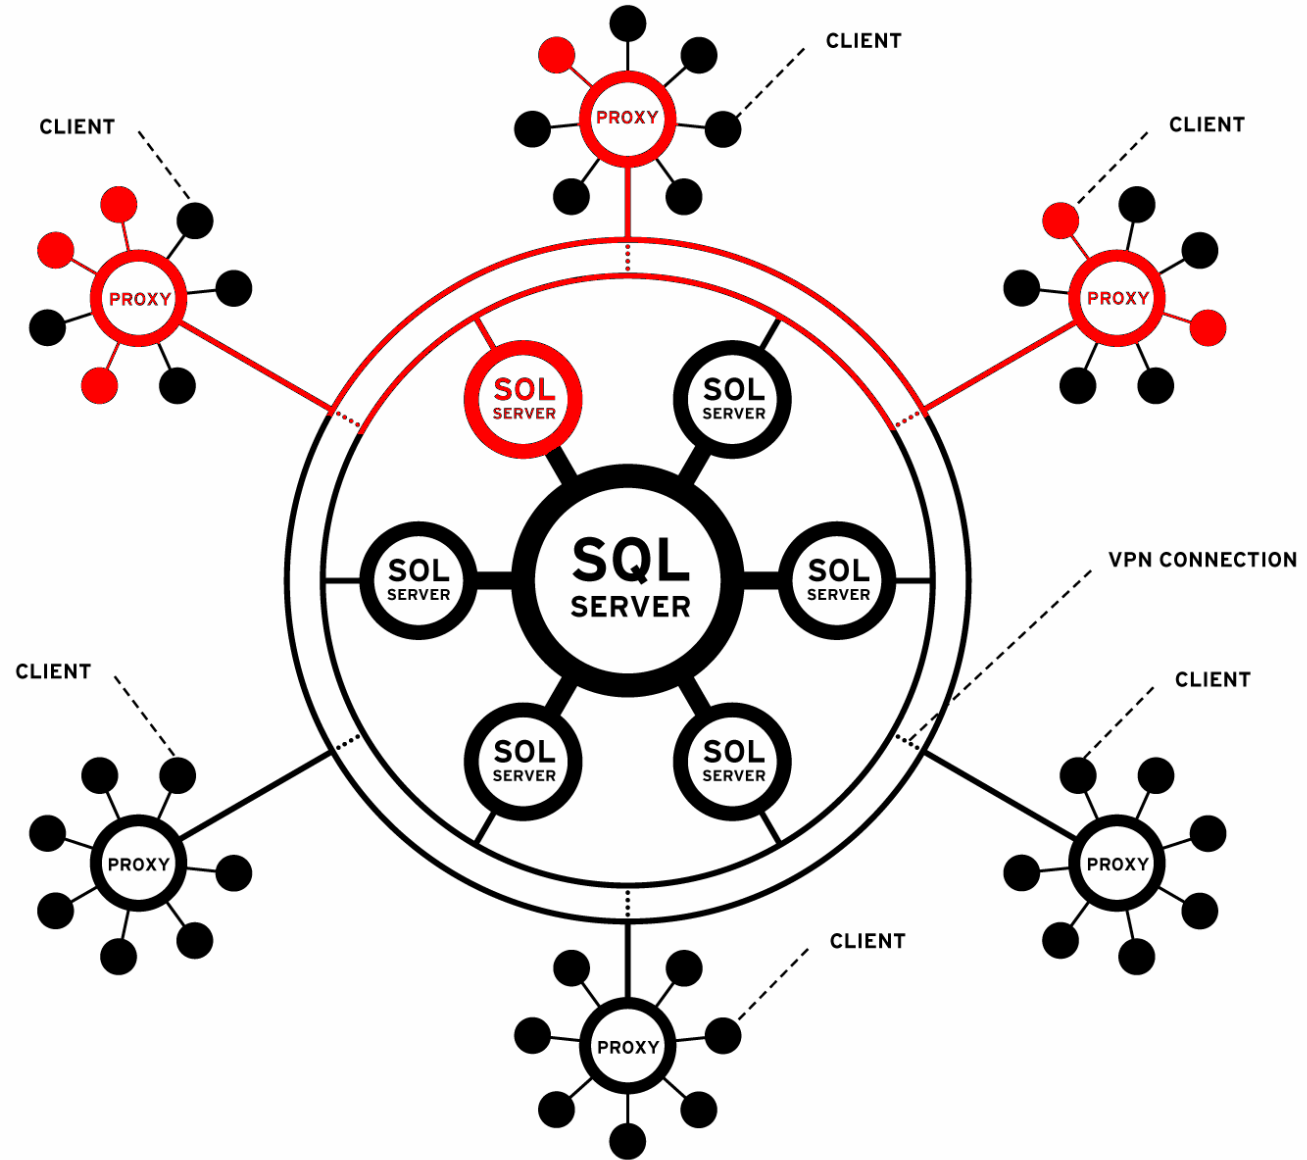 CLIENT
PROXY
CLIENT
CLIENT
PROXY
PROXY
SOL
SERVER
SOL
SERVER
SQL
SERVER
SOL
SERVER
SOL
SERVER
VPN CONNECTION
CLIENT
CLIENT
SOL
SERVER
SOL
SERVER
PROXY
PROXY
CLIENT
PROXY